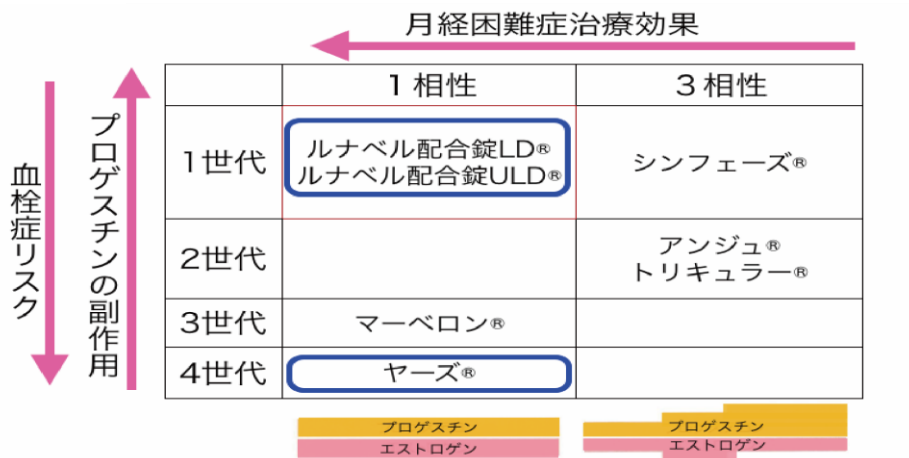 月経困難症治療効果
血栓症リスク
プロゲスチンの副作用
1相性
3相性
1世代
ルナベル配合錠LD®
ルナベル配合錠ULD®
シンフェーズ®
2世代
アンジュ®
トリキュラー®
3世代
マーベロン®
4世代
ヤーズ®
プロゲスチン
エストロゲン
プロゲスチン
エストロゲン